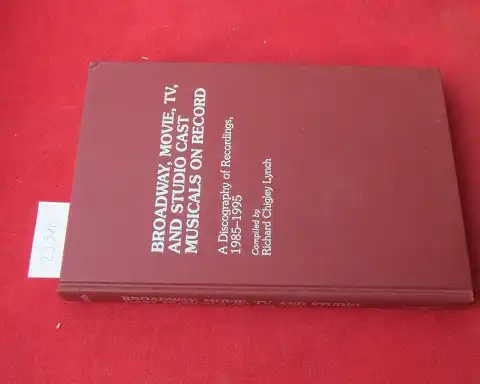 BROADWAY, MOVIE, TV,
AND STUDIO CAST
MUSICALS ON RECORD
A Discography of Recordings,
1985–1995
Compiled by
Richard Chigley Lynch
BROADWAY, MOVIE, TV, AND STUDIO